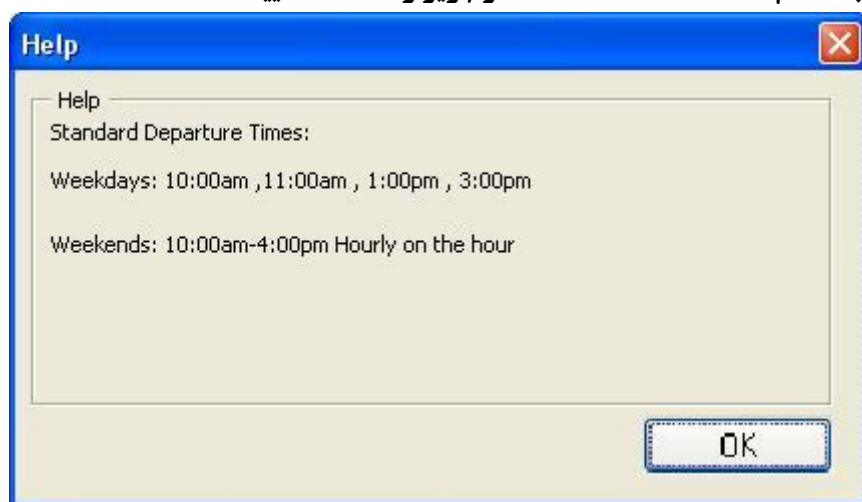 Help
Help
Standard Departure Times:
Weekdays: 10:00am ,11:00am , 1:00pm , 3:00pm
Weekends: 10:00am-4:00pm Hourly on the hour
OK